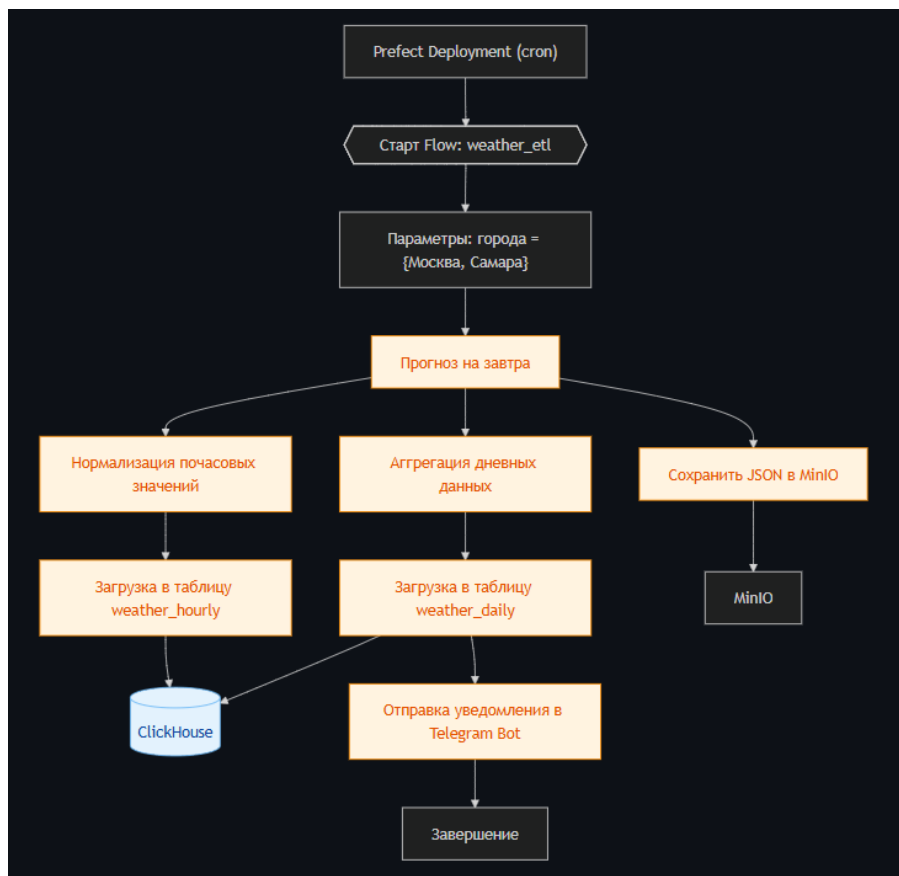 Prefect Deployment (cron)
Старт Flow: weather_etl
Параметры: города =
{Москва, Самара}
Прогноз на завтра
Нормализация почасовых
значений
Аггрегация дневных
данных
Сохранить JSON в MinIO
Загрузка в таблицу
weather_hourly
Загрузка в таблицу
weather_daily
MinIO
ClickHouse
Отправка уведомления в
Telegram Bot
Завершение